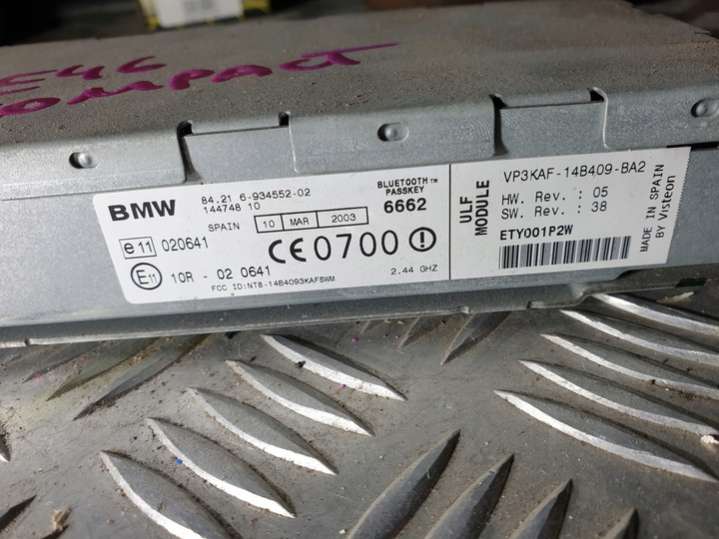 E46
COMPACT
BMW
84.21 6-934552-02
144748 10
SPAIN 10 MAR 2003
BLUETOOTH™
PASSKEY
6662
e11 020641
CE0700
E11 10R - 02 0641
FCC ID:NT8-14B4093KAFSWM
2.44 GHZ
ULF
MODULE
VP3KAF-14B409-BA2
HW. Rev. : 05
SW. Rev. : 38
ETY001P2W
MADE IN SPAIN
BY Visteon